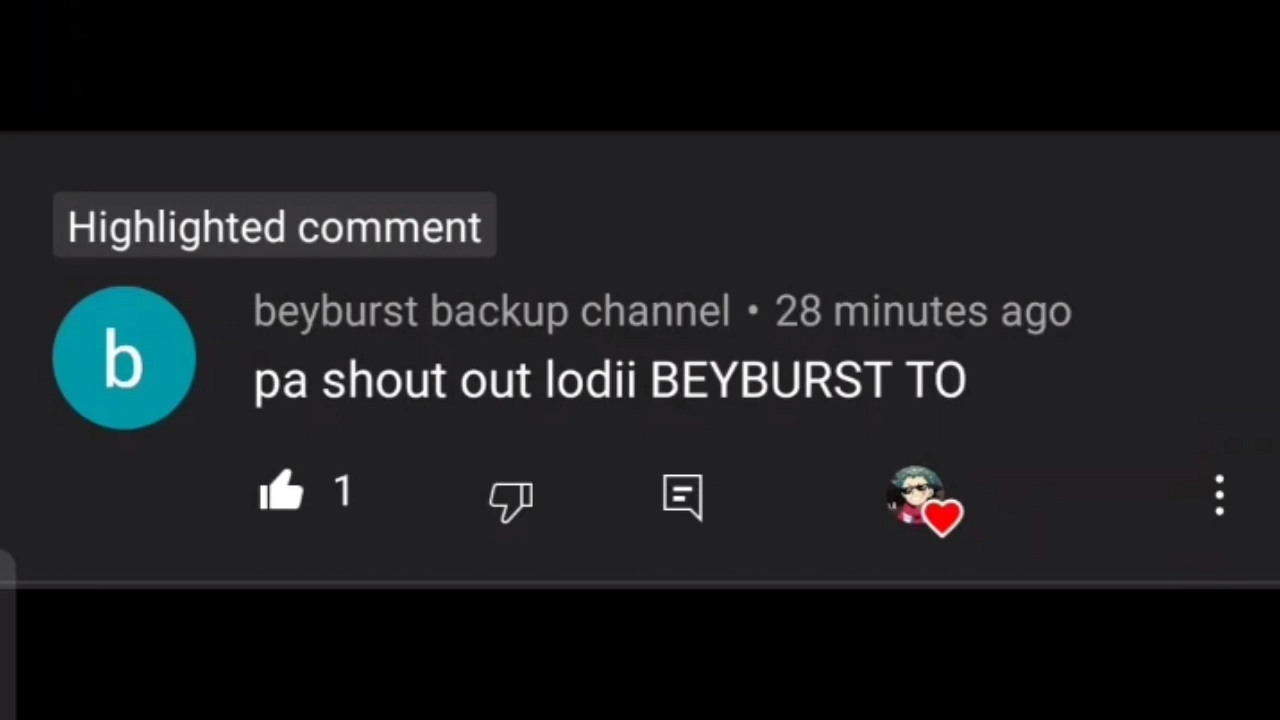 Highlighted comment
b
beyburst backup channel • 28 minutes ago
pa shout out lodii BEYBURST TO
1